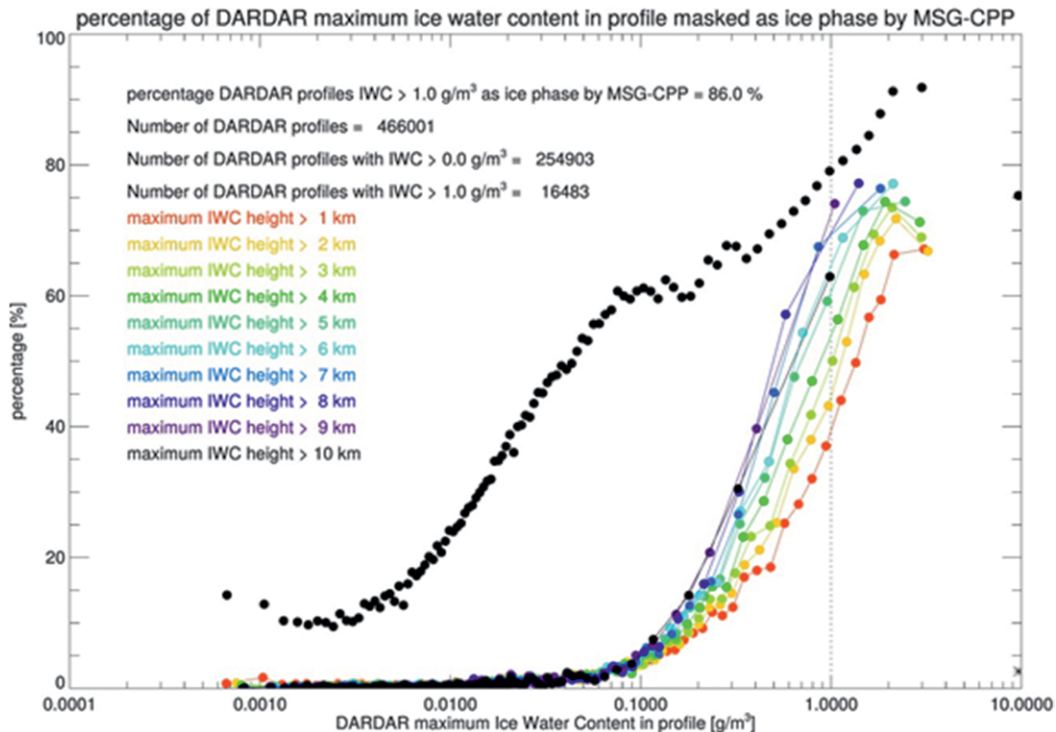 percentage of DARDAR maximum ice water content in profile masked as ice phase by MSG-CPP
100
80
60
40
20
0
percentage [%]
percentage DARDAR profiles IWC > 1.0 g/m³ as ice phase by MSG-CPP = 86.0 %
Number of DARDAR profiles = 466001
Number of DARDAR profiles with IWC > 0.0 g/m³ = 254903
Number of DARDAR profiles with IWC > 1.0 g/m³ = 16483
maximum IWC height > 1 km
maximum IWC height > 2 km
maximum IWC height > 3 km
maximum IWC height > 4 km
maximum IWC height > 5 km
maximum IWC height > 6 km
maximum IWC height > 7 km
maximum IWC height > 8 km
maximum IWC height > 9 km
maximum IWC height > 10 km
0.0001 0.0010 0.0100 0.1000 1.0000 10.0000
DARDAR maximum Ice Water Content in profile [g/m³]